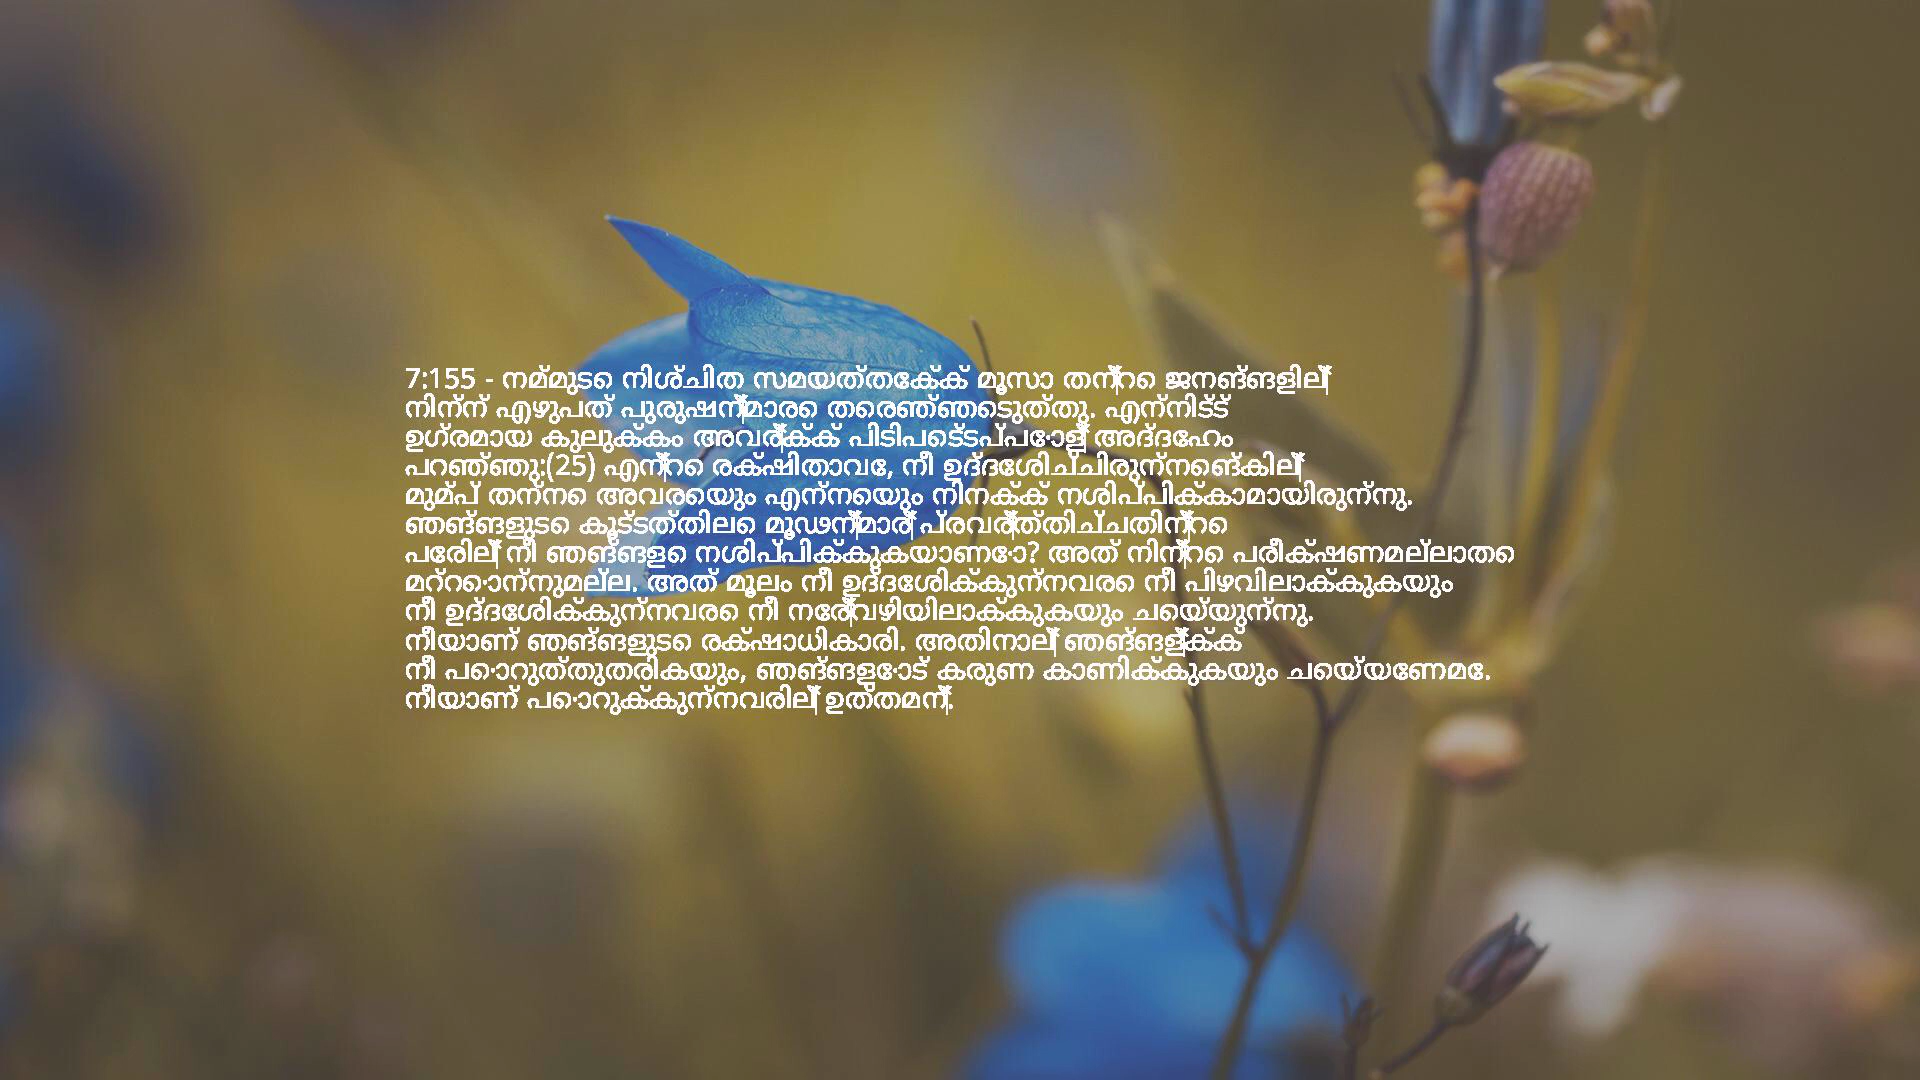 7:155 - നമ്മുടെ നിശ്ചിത സമയത്തേക്ക് മൂസാ തന്‍റെ ജനങ്ങളില്‍
നിന്ന് എഴുപത് പുരുഷന്‍മാരെ തെരഞ്ഞെടുത്തു. എന്നിട്ട്
ഉഗ്രമായ കുലുക്കം അവര്‍ക്ക് പിടിപെട്ടപ്പോള്‍ അദ്ദേഹം
പറഞ്ഞു:(25) എന്‍റെ രക്ഷിതാവേ, നീ ഉദ്ദേശിച്ചിരുന്നെങ്കില്‍
മുമ്പ് തന്നെ അവരെയും എന്നെയും നിനക്ക് നശിപ്പിക്കാമായിരുന്നു.
ഞങ്ങളുടെ കൂട്ടത്തിലെ മൂഢന്‍മാര്‍ പ്രവര്‍ത്തിച്ചതിന്‍റെ
പേരില്‍ നീ ഞങ്ങളെ നശിപ്പിക്കുകയാണോ? അത് നിന്‍റെ പരീക്ഷണമല്ലാതെ
മറ്റൊന്നുമല്ല. അത് മൂലം നീ ഉദ്ദേശിക്കുന്നവരെ നീ പിഴവിലാക്കുകയും
നീ ഉദ്ദേശിക്കുന്നവരെ നീ നേര്‍വഴിയിലാക്കുകയും ചെയ്യുന്നു.
നീയാണ് ഞങ്ങളുടെ രക്ഷാധികാരി. അതിനാല്‍ ഞങ്ങള്‍ക്ക്
നീ പൊറുത്തുതരികയും, ഞങ്ങളോട് കരുണ കാണിക്കുകയും ചെയ്യേണമേ.
നീയാണ് പൊറുക്കുന്നവരില്‍ ഉത്തമന്‍.